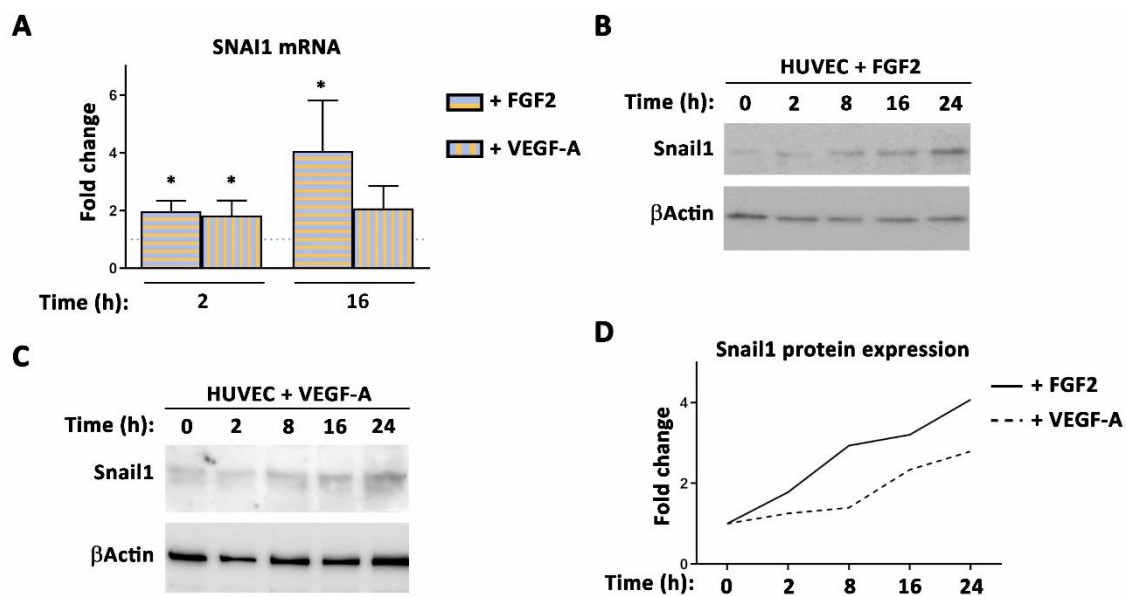 A
SNAI1 mRNA
Fold change
6
4
2
0
*
*
*
+ FGF2
+ VEGF-A
Time (h):
2
16
B
HUVEC + FGF2
Time (h): 0 2 8 16 24
Snail1
βActin
C
HUVEC + VEGF-A
Time (h): 0 2 8 16 24
Snail1
βActin
D
Snail1 protein expression
Fold change
4
2
0
+ FGF2
+ VEGF-A
Time (h): 0 2 8 16 24